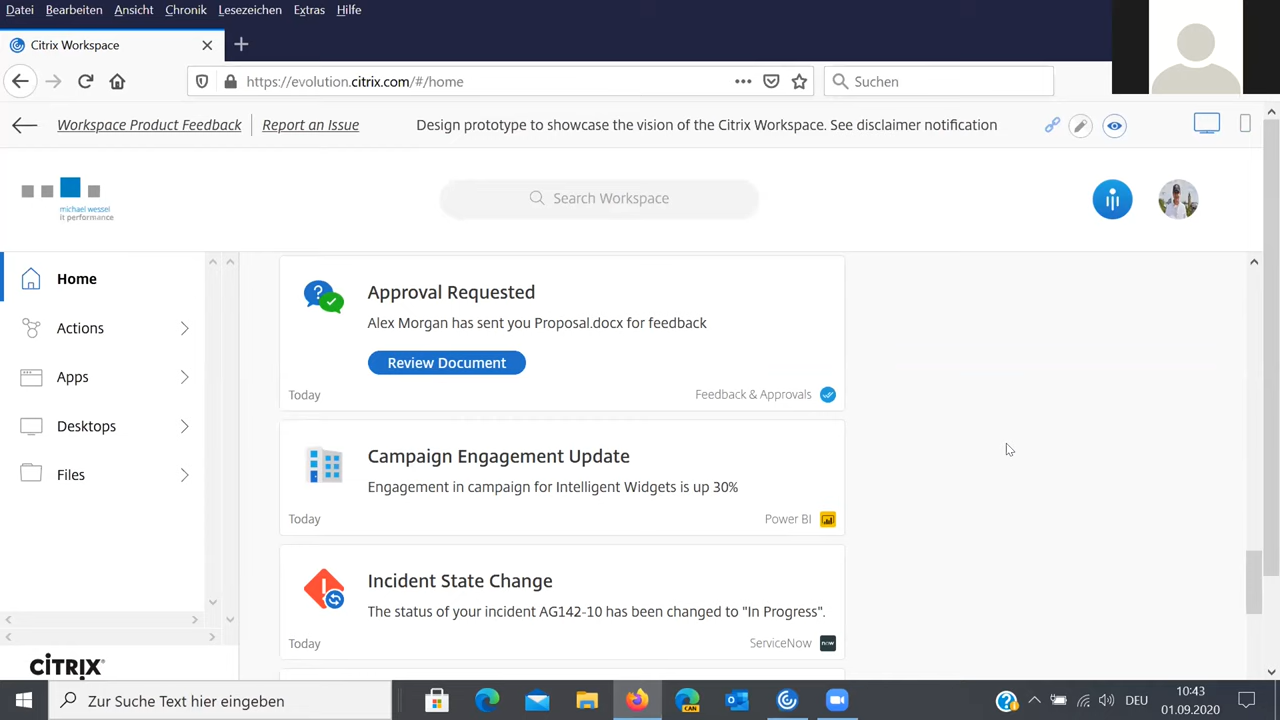 Datei Bearbeiten Ansicht Chronik Lesezeichen Extras Hilfe
Citrix Workspace
https://evolution.citrix.com/#/home
Suchen
Workspace Product Feedback
Report an Issue
Design prototype to showcase the vision of the Citrix Workspace. See disclaimer notification
michael wessel
it performance
Search Workspace
Home
Actions
Apps
Desktops
Files
CITRIX
Approval Requested
Alex Morgan has sent you Proposal.docx for feedback
Review Document
Today
Feedback & Approvals
Campaign Engagement Update
Engagement in campaign for Intelligent Widgets is up 30%
Today
Power BI
Incident State Change
The status of your incident AG142-10 has been changed to "In Progress".
Today
ServiceNow
now
Zur Suche Text hier eingeben
CAN
DEU
10:43
01.09.2020